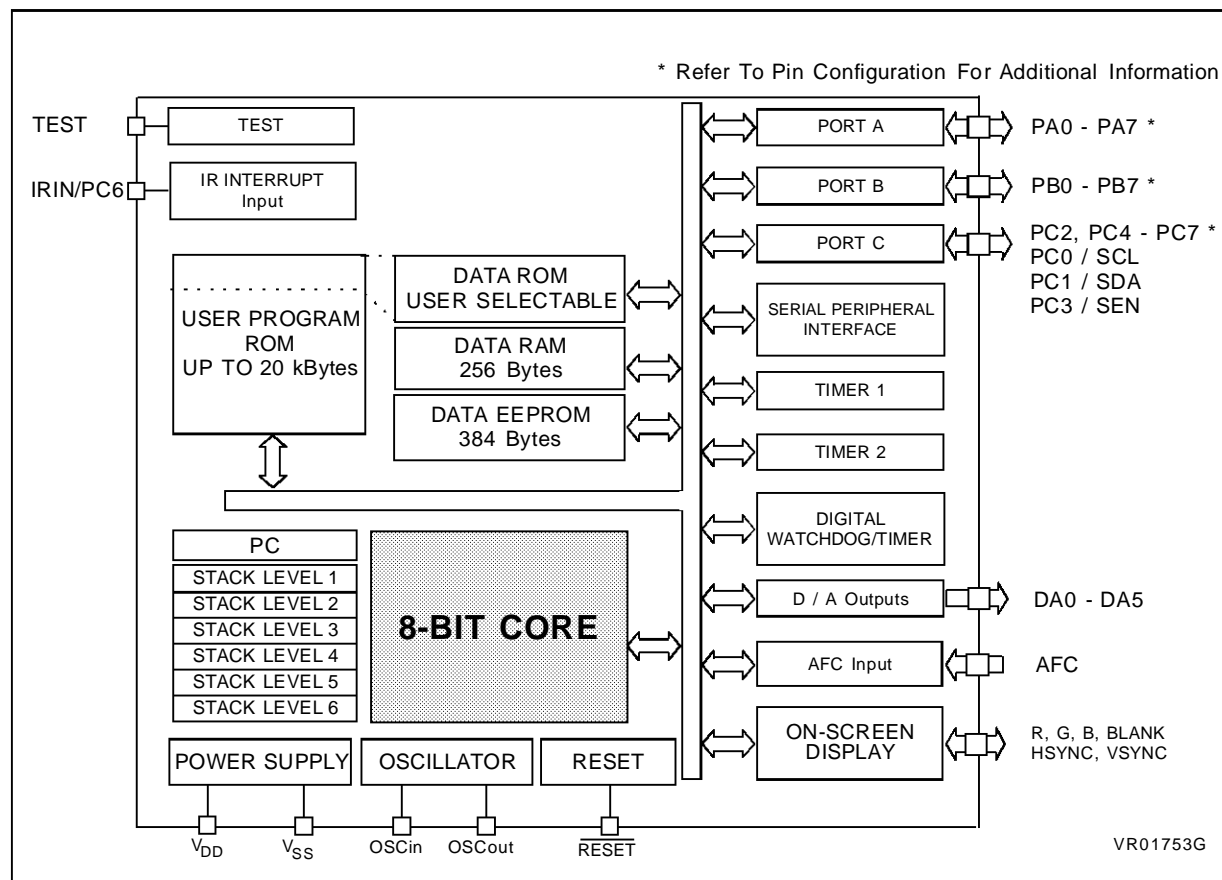 * Refer To Pin Configuration For Additional Information
TEST
TEST
IRIN/PC6
IR INTERRUPT
Input
USER PROGRAM
ROM
UP TO 20 kBytes
DATA ROM
USER SELECTABLE
DATA RAM
256 Bytes
DATA EEPROM
384 Bytes
PC
STACK LEVEL 1
STACK LEVEL 2
STACK LEVEL 3
STACK LEVEL 4
STACK LEVEL 5
STACK LEVEL 6
8-BIT CORE
POWER SUPPLY
OSCILLATOR
RESET
VDD
VSS
OSCin
OSCout
RESET
PORT A
PA0 - PA7 *
PORT B
PB0 - PB7 *
PORT C
PC2, PC4 - PC7 *
PC0 / SCL
PC1 / SDA
PC3 / SEN
SERIAL PERIPHERAL
INTERFACE
TIMER 1
TIMER 2
DIGITAL
WATCHDOG/TIMER
D / A Outputs
DA0 - DA5
AFC Input
AFC
ON-SCREEN
DISPLAY
R, G, B, BLANK
HSYNC, VSYNC
VR01753G